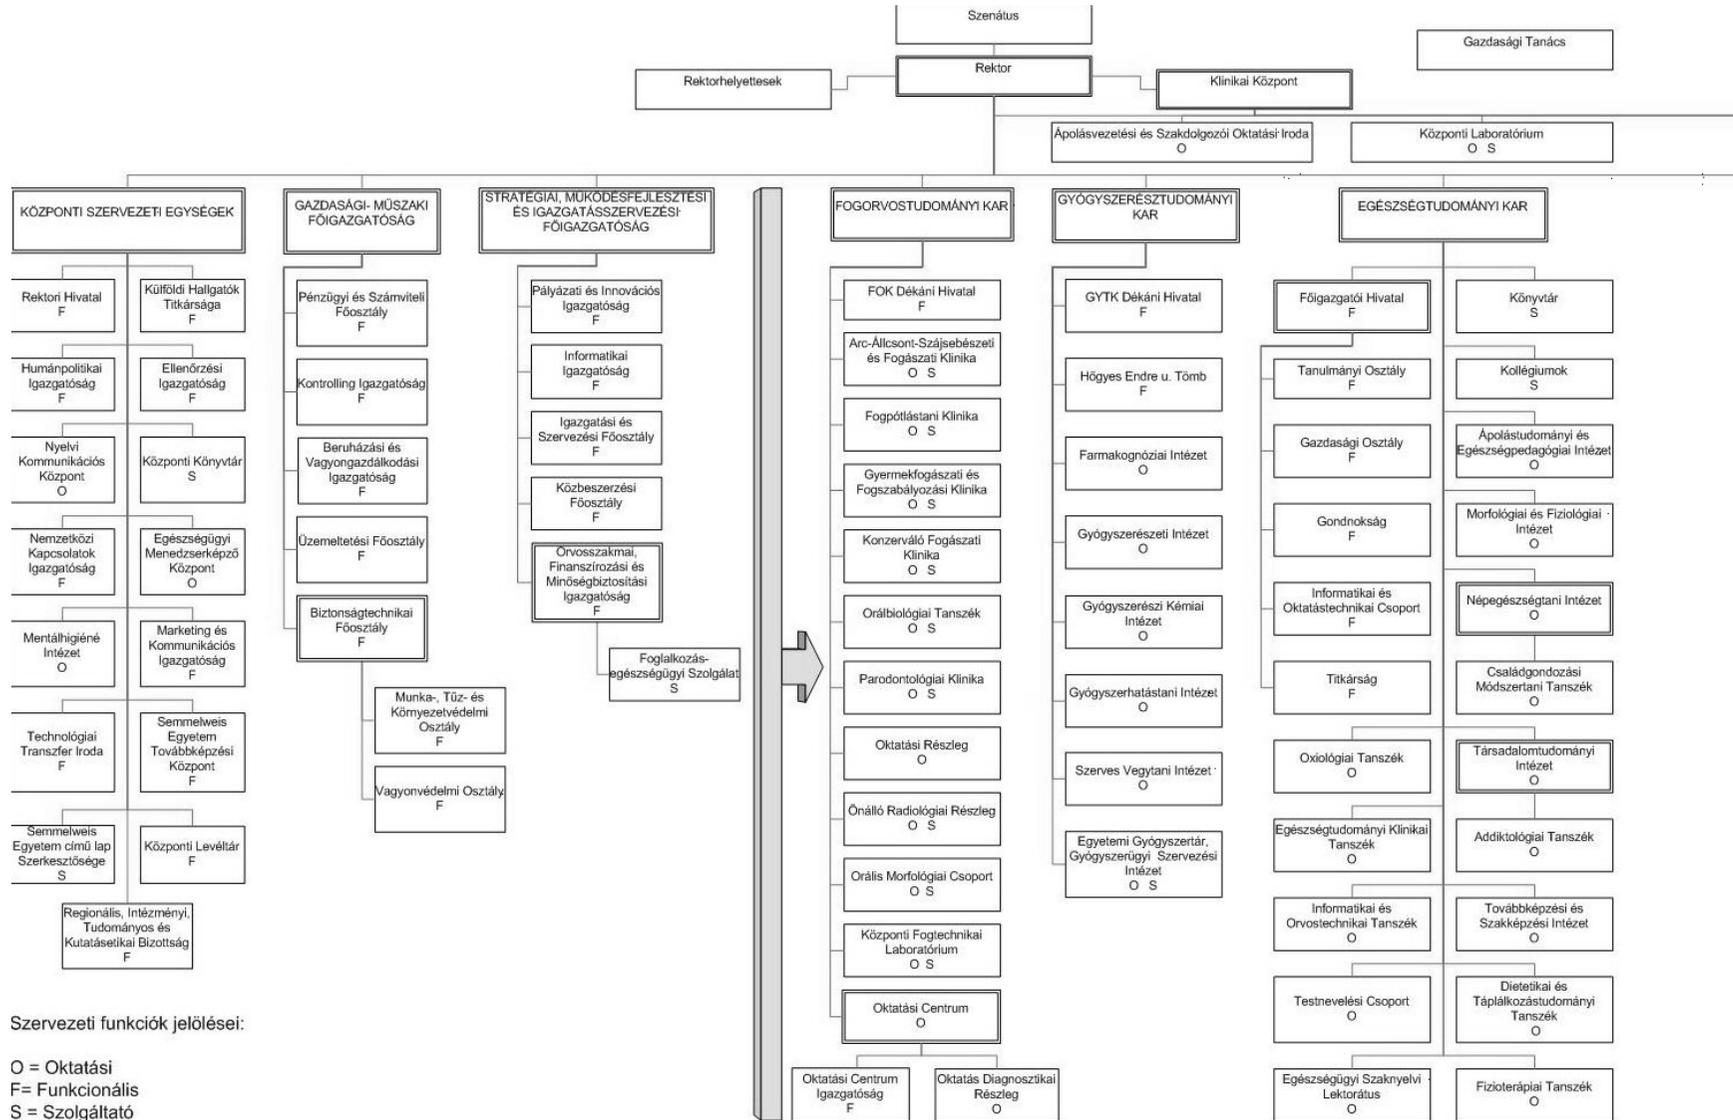 Szenátus
Gazdasági Tanács
Rektor
Rektorhelyettesek
Klinikai Központ
Ápolásvezetési és Szakdolgozói Oktatási Iroda
O
Központi Laboratórium
O S
KÖZPONTI SZERVEZETI EGYSÉGEK
Rektori Hivatal
F
Külföldi Hallgatók
Titkársága
F
Humánpolitikai
Igazgatóság
F
Ellenőrzési
Igazgatóság
F
Nyelvi
Kommunikációs
Központ
O
Központi Könyvtár
S
Nemzetközi
Kapcsolatok
Igazgatóság
F
Egészségügyi
Menedzserképző
Központ
O
Mentálhigiéné
Intézet
O
Marketing és
Kommunikációs
Igazgatóság
F
Technológiai
Transzfer Iroda
F
Semmelweis
Egyetem
Továbbképzési
Központ
F
Semmelweis
Egyetem című lap
Szerkesztősége
S
Központi Levéltár
F
Regionális, Intézményi,
Tudományos és
Kutatásetikai Bizottság
F
GAZDASÁGI- MŰSZAKI
FŐIGAZGATÓSÁG
Pénzügyi és Számviteli
Főosztály
F
Kontrolling Igazgatóság
F
Beruházási és
Vagyongazdálkodási
Igazgatóság
F
Üzemeltetési Főosztály
F
Biztonságtechnikai
Főosztály
F
Munka-, Tűz- és
Környezetvédelmi
Osztály
F
Vagyonvédelmi Osztály
F
STRATÉGIAI, MŰKÖDÉSFEJLESZTÉSI
ÉS IGAZGATÁSSZERVEZÉSI
FŐIGAZGATÓSÁG
Pályázati és Innovációs
Igazgatóság
F
Informatikai
Igazgatóság
F
Igazgatási és
Szervezési Főosztály
F
Közbeszerzési
Főosztály
F
Orvosszakmai,
Finanszírozási és
Minőségbiztosítási
Igazgatóság
F
Foglalkozás-
egészségügyi Szolgálat
S
FOGORVOSTUDOMÁNYI KAR
FOK Dékáni Hivatal
F
Arc-Állcsont-Szájsebészeti
és Fogászati Klinika
O S
Fogpótlástani Klinika
O S
Gyermekfogászati és
Fogszabályozási Klinika
O S
Konzerváló Fogászati
Klinika
O S
Orálbiológiai Tanszék
O S
Parodontológiai Klinika
O S
Oktatási Részleg
O
Önálló Radiológiai Részleg
O S
Orális Morfológiai Csoport
O S
Központi Fogtechnikai
Laboratórium
O S
Oktatási Centrum
O
Oktatási Centrum
Igazgatóság
F
Oktatás Diagnosztikai
Részleg
O
GYÓGYSZERÉSZTUDOMÁNYI
KAR
GYTK Dékáni Hivatal
F
Hőgyes Endre u. Tömb
F
Farmakognóziai Intézet
O
Gyógyszerészeti Intézet
O
Gyógyszerészi Kémiai
Intézet
O
Gyógyszerhatástani Intézet
O
Szerves Vegytani Intézet
O
Egyetemi Gyógyszertár,
Gyógyszerügyi Szervezési
Intézet
O S
EGÉSZSÉGTUDOMÁNYI KAR
Főigazgatói Hivatal
F
Könyvtár
S
Tanulmányi Osztály
F
Kollégiumok
S
Gazdasági Osztály
F
Ápolástudományi és
Egészségpedagógiai Intézet
O
Gondnokság
F
Morfológiai és Fiziológiai
Intézet
O
Informatikai és
Oktatástechnikai Csoport
F
Népegészségtani Intézet
O
Titkárság
F
Családgondozási
Módszertani Tanszék
O
Oxiológiai Tanszék
O
Társadalomtudományi
Intézet
O
Egészségtudományi Klinikai
Tanszék
O
Addiktológiai Tanszék
O
Informatikai és
Orvostechnikai Tanszék
O
Továbbképzési és
Szakképzési Intézet
O
Testnevelési Csoport
O
Dietetikai és
Táplálkozástudományi
Tanszék
O
Egészségügyi Szaknyelvi
Lektorátus
O
Fizioterápiai Tanszék
O
Szervezeti funkciók jelölései:
O = Oktatási
F= Funkcionális
S = Szolgáltató